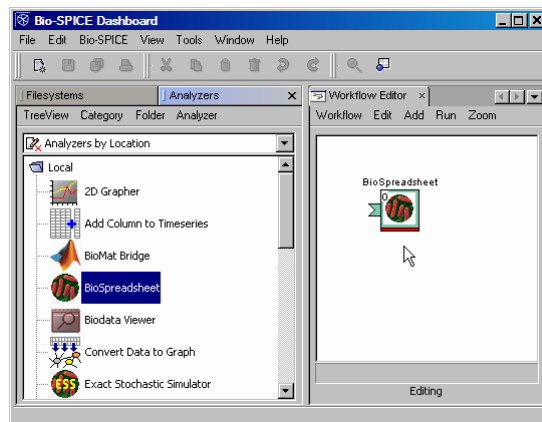 Bio-SPICE Dashboard
File Edit Bio-SPICE View Tools Window Help
Filesystems Analyzers x
TreeView Category Folder Analyzer
Analyzers by Location
Local
2D Grapher
Add Column to Timeseries
BioMat Bridge
BioSpreadsheet
Biodata Viewer
Convert Data to Graph
ESS Exact Stochastic Simulator
Workflow Editor x
Workflow Edit Add Run Zoom
BioSpreadsheet
0
Editing